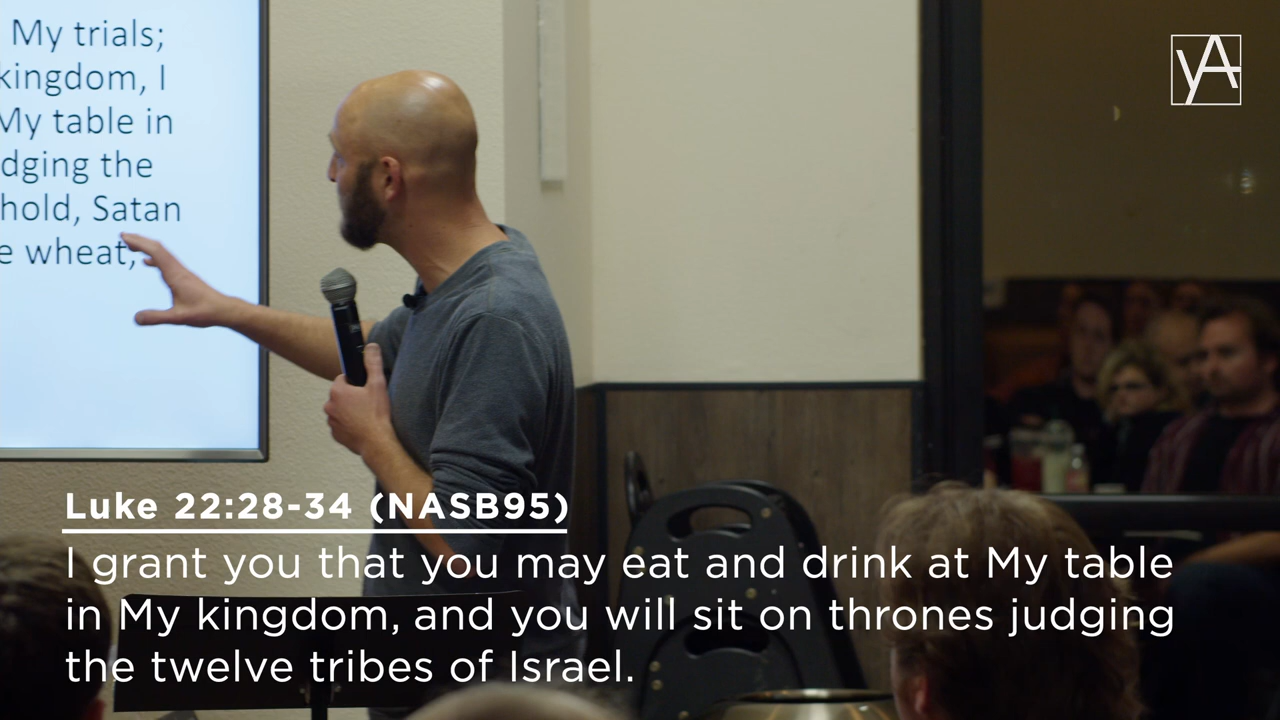 My trials;
kingdom, I
My table in
dging the
hold, Satan
e wheat;
yA
Luke 22:28-34 (NASB95)
I grant you that you may eat and drink at My table
in My kingdom, and you will sit on thrones judging
the twelve tribes of Israel.